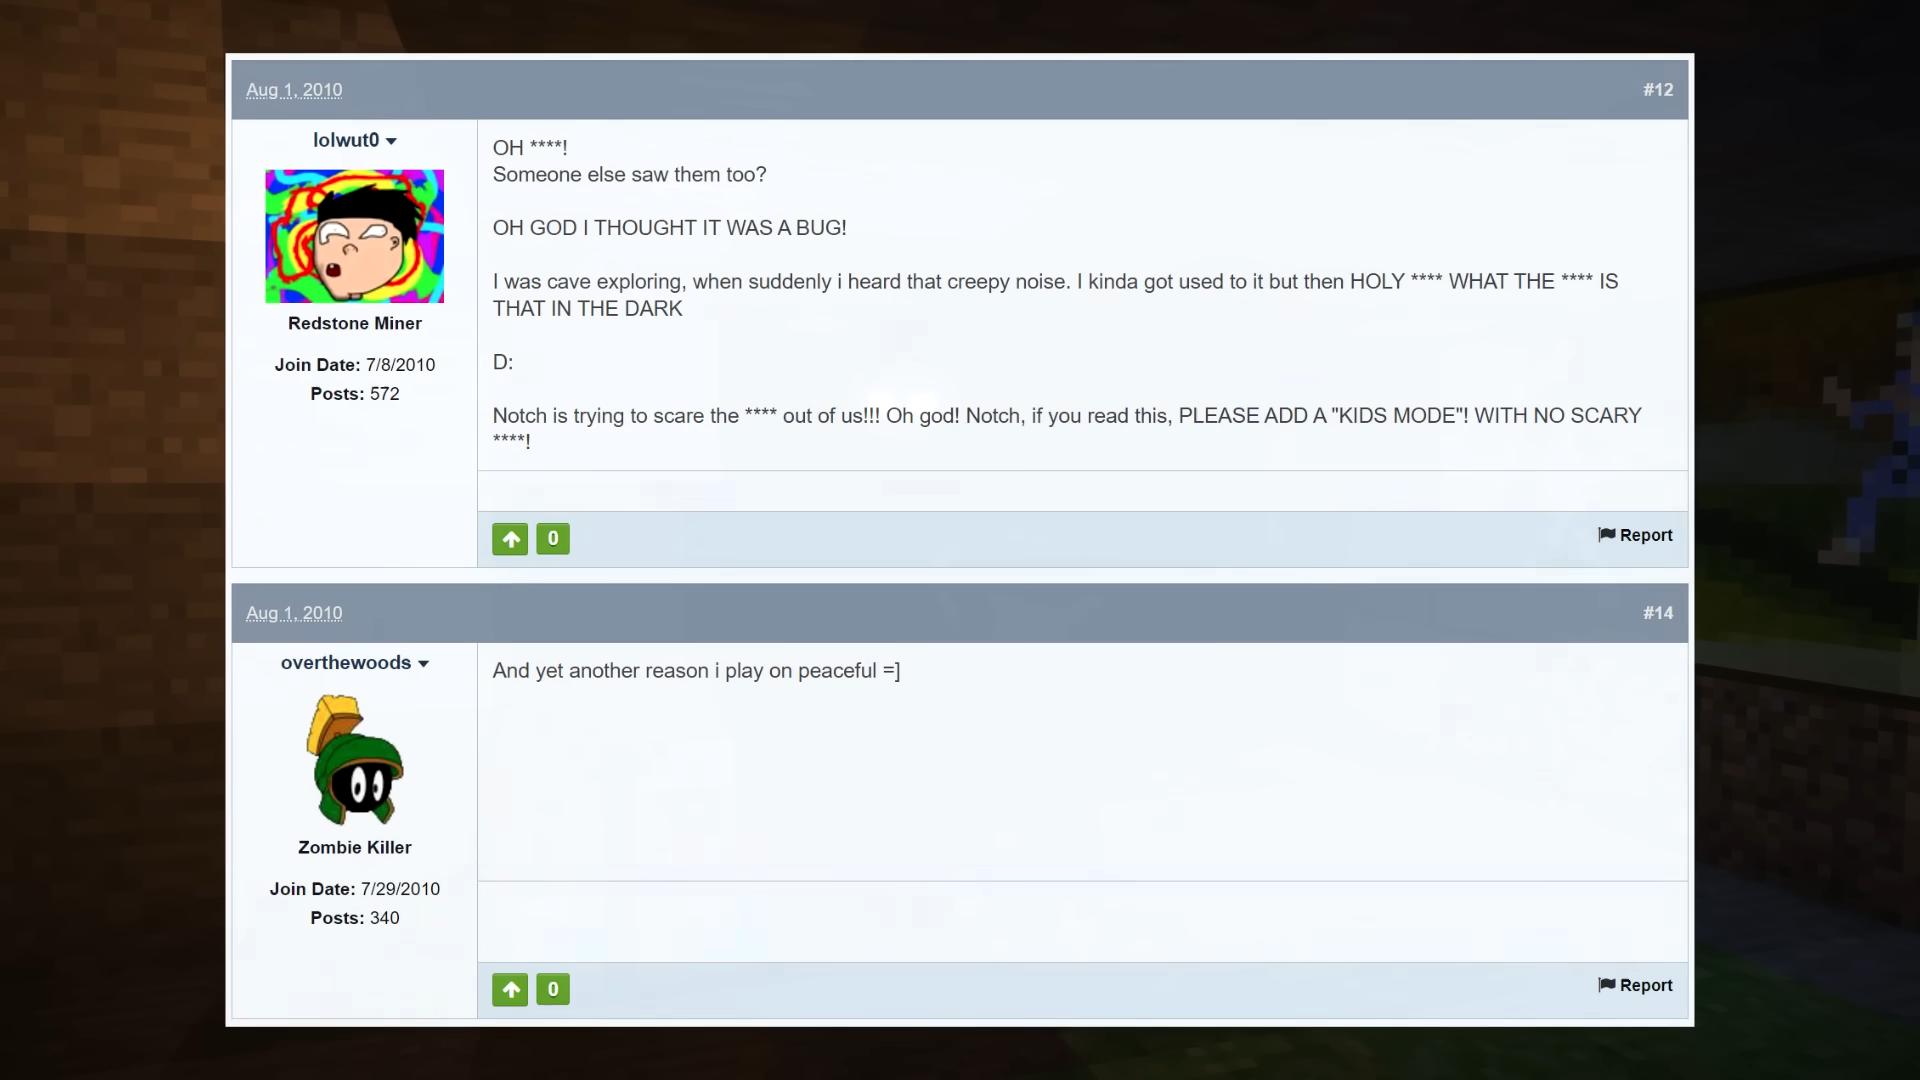 Aug 1, 2010
#12
lolwut0
Redstone Miner
Join Date: 7/8/2010
Posts: 572
OH ****!
Someone else saw them too?
OH GOD I THOUGHT IT WAS A BUG!
I was cave exploring, when suddenly i heard that creepy noise. I kinda got used to it but then HOLY **** WHAT THE **** IS
THAT IN THE DARK
D:
Notch is trying to scare the **** out of us!!! Oh god! Notch, if you read this, PLEASE ADD A "KIDS MODE"! WITH NO SCARY
****!
0
Report
Aug 1, 2010
#14
overthewoods
Zombie Killer
Join Date: 7/29/2010
Posts: 340
And yet another reason i play on peaceful =]
0
Report